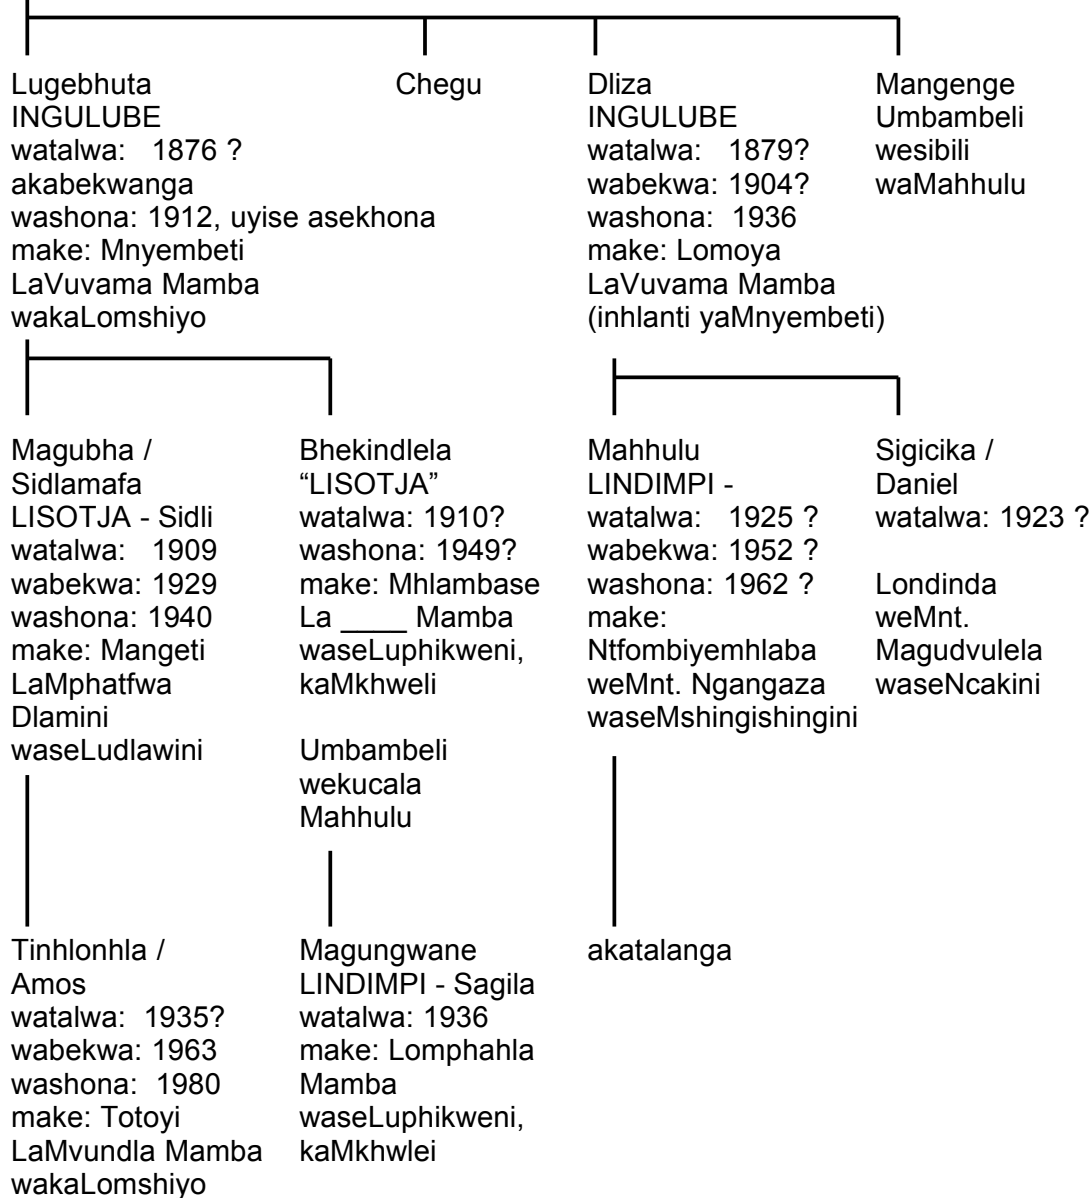 Lugebhuta
INGULUBE
watalwa: 1876 ?
akabekwanga
washona: 1912, uyise asekhona
make: Mnyembeti
LaVuvama Mamba
wakaLomshiyo
Chegu
Dliza
INGULUBE
watalwa: 1879?
wabekwa: 1904?
washona: 1936
make: Lomoya
LaVuvama Mamba
(inhlanti yaMnyembeti)
Mangenge
Umbambeli
wesibili
waMahhulu
Magubha /
Sidlamafa
LISOTJA - Sidli
watalwa: 1909
wabekwa: 1929
washona: 1940
make: Mangeti
LaMphatfwa
Dlamini
waseLudlawini
Bhekindlela
“LISOTJA”
watalwa: 1910?
washona: 1949?
make: Mhlambase
La ____ Mamba
waseLuphikweni,
kaMkhweli
Umbambeli
wekucala
Mahhulu
Mahhulu
LINDIMPI -
watalwa: 1925 ?
wabekwa: 1952 ?
washona: 1962 ?
make:
Ntfombiyemhlaba
weMnt. Ngangaza
waseMshingishingini
Sigicika /
Daniel
watalwa: 1923 ?
Londinda
weMnt.
Magudvulela
waseNcakini
Tinhlonhla /
Amos
watalwa: 1935?
wabekwa: 1963
washona: 1980
make: Totoyi
LaMvundla Mamba
wakaLomshiyo
Magungwane
LINDIMPI - Sagila
watalwa: 1936
make: Lomphahla
Mamba
waseLuphikweni,
kaMkhwlei
akatalanga